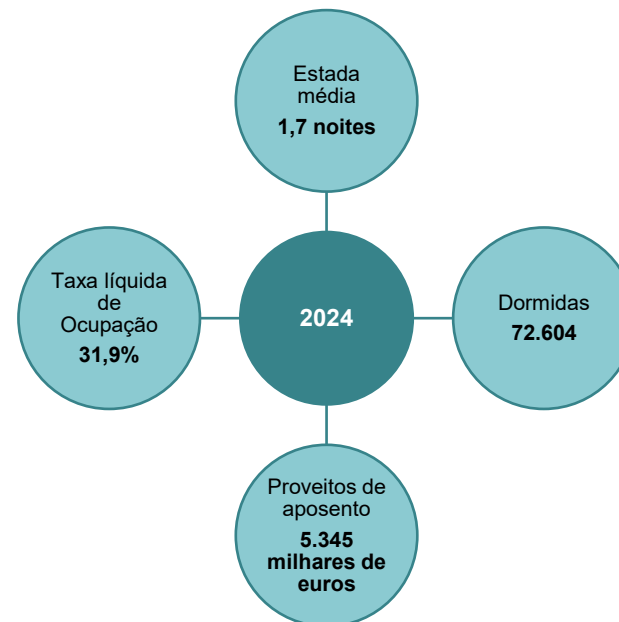 Estada
média
1,7 noites
Taxa líquida
de
Ocupação
31,9%
2024
Dormidas
72.604
Proveitos de
aposento
5.345
milhares de
euros